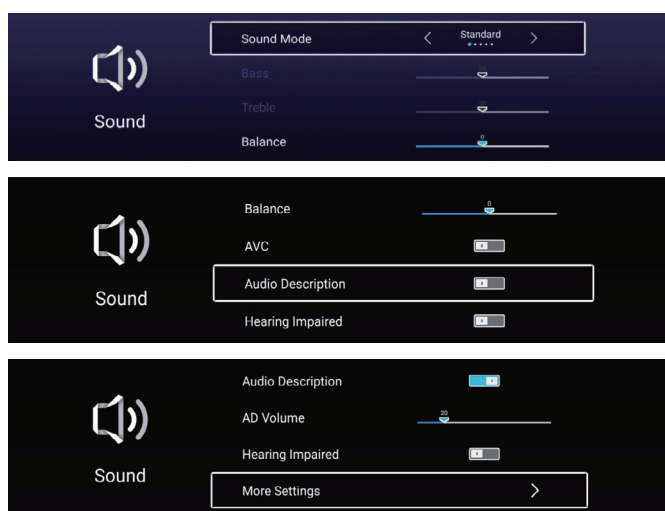 Sound
Sound Mode
Standard
Bass
Treble
Balance
0
Sound
Balance
0
AVC
Audio Description
Hearing Impaired
Sound
Audio Description
AD Volume
20
Hearing Impaired
More Settings